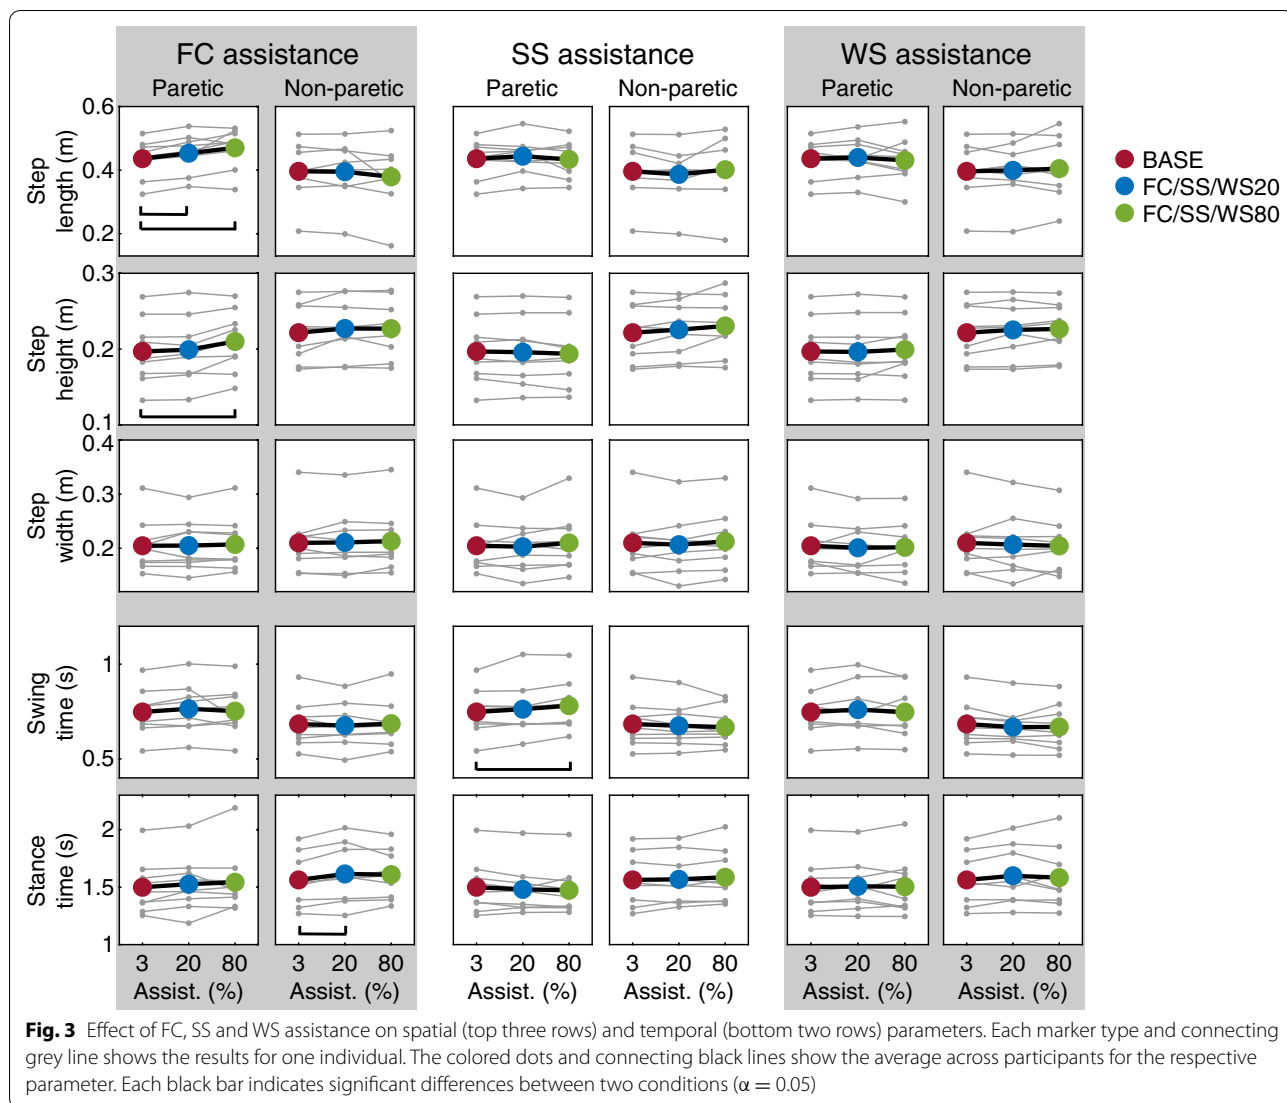 FC assistance SS assistance WS assistance
Paretic Non-paretic Paretic Non-paretic Paretic Non-paretic
Step
length (m)
0.6
0.4
0.2
BASE
FC/SS/WS20
FC/SS/WS80
Step
height (m)
0.3
0.2
0.1
Step
width (m)
0.4
0.3
0.2
Swing
time (s)
1
0.5
Stance
time (s)
2
1.5
1
3 20 80 3 20 80 3 20 80 3 20 80 3 20 80 3 20 80
Assist. (%) Assist. (%) Assist. (%) Assist. (%) Assist. (%) Assist. (%)
Fig. 3 Effect of FC, SS and WS assistance on spatial (top three rows) and temporal (bottom two rows) parameters. Each marker type and connecting
grey line shows the results for one individual. The colored dots and connecting black lines show the average across participants for the respective
parameter. Each black bar indicates significant differences between two conditions (α = 0.05)